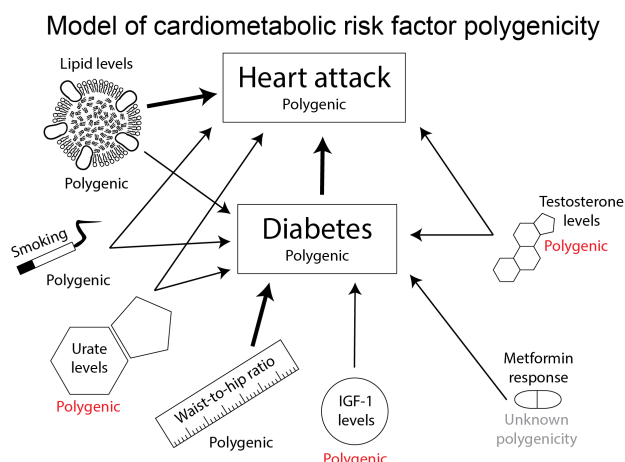 Model of cardiometabolic risk factor polygenicity
Lipid levels
Polygenic
Heart attack
Polygenic
Smoking
Polygenic
Diabetes
Polygenic
Testosterone
levels
Polygenic
Urate
levels
Polygenic
Waist-to-hip ratio
Polygenic
IGF-1
levels
Polygenic
Metformin
response
Unknown
polygenicity